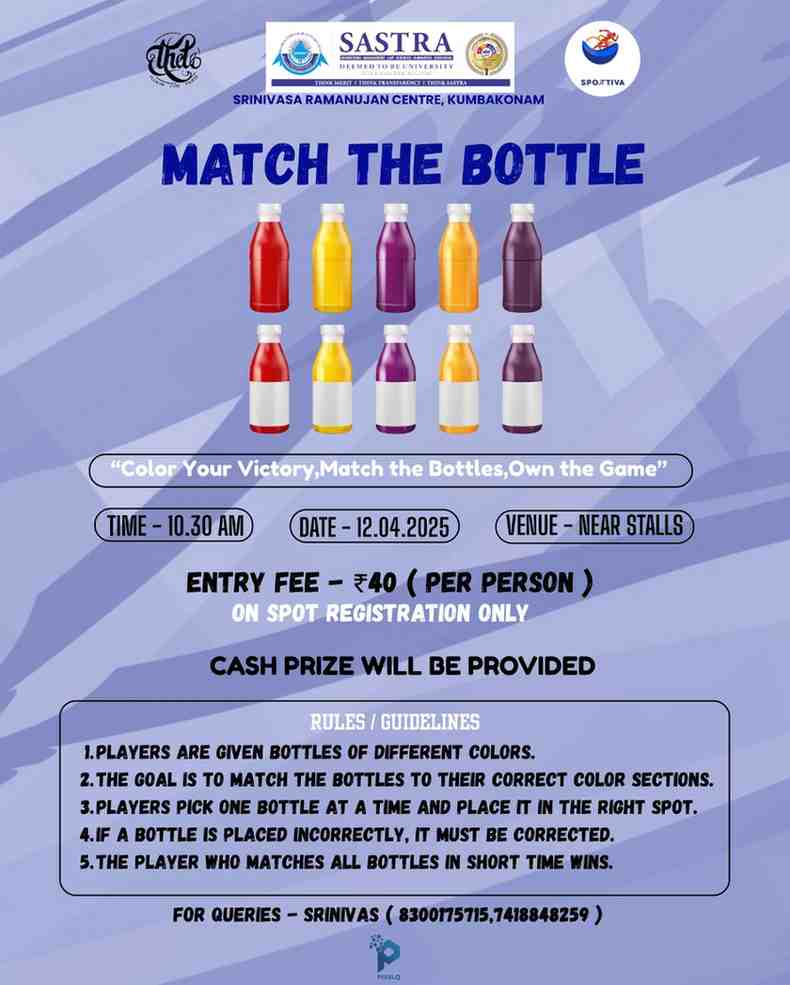 thet
SASTRA
DEEMED TO BE UNIVERSITY
THINK MERIT | THINK TRANSPARENCY | THINK SASTRA
SPORTIVA
SRINIVASA RAMANUJAN CENTRE, KUMBAKONAM
MATCH THE BOTTLE
“Color Your Victory,Match the Bottles,Own the Game”
TIME - 10.30 AM
DATE - 12.04.2025
VENUE - NEAR STALLS
ENTRY FEE - ₹40 ( PER PERSON )
ON SPOT REGISTRATION ONLY
CASH PRIZE WILL BE PROVIDED
RULES / GUIDELINES
1.PLAYERS ARE GIVEN BOTTLES OF DIFFERENT COLORS.
2.THE GOAL IS TO MATCH THE BOTTLES TO THEIR CORRECT COLOR SECTIONS.
3.PLAYERS PICK ONE BOTTLE AT A TIME AND PLACE IT IN THE RIGHT SPOT.
4.IF A BOTTLE IS PLACED INCORRECTLY, IT MUST BE CORRECTED.
5.THE PLAYER WHO MATCHES ALL BOTTLES IN SHORT TIME WINS.
FOR QUERIES - SRINIVAS ( 8300175715,7418848259 )